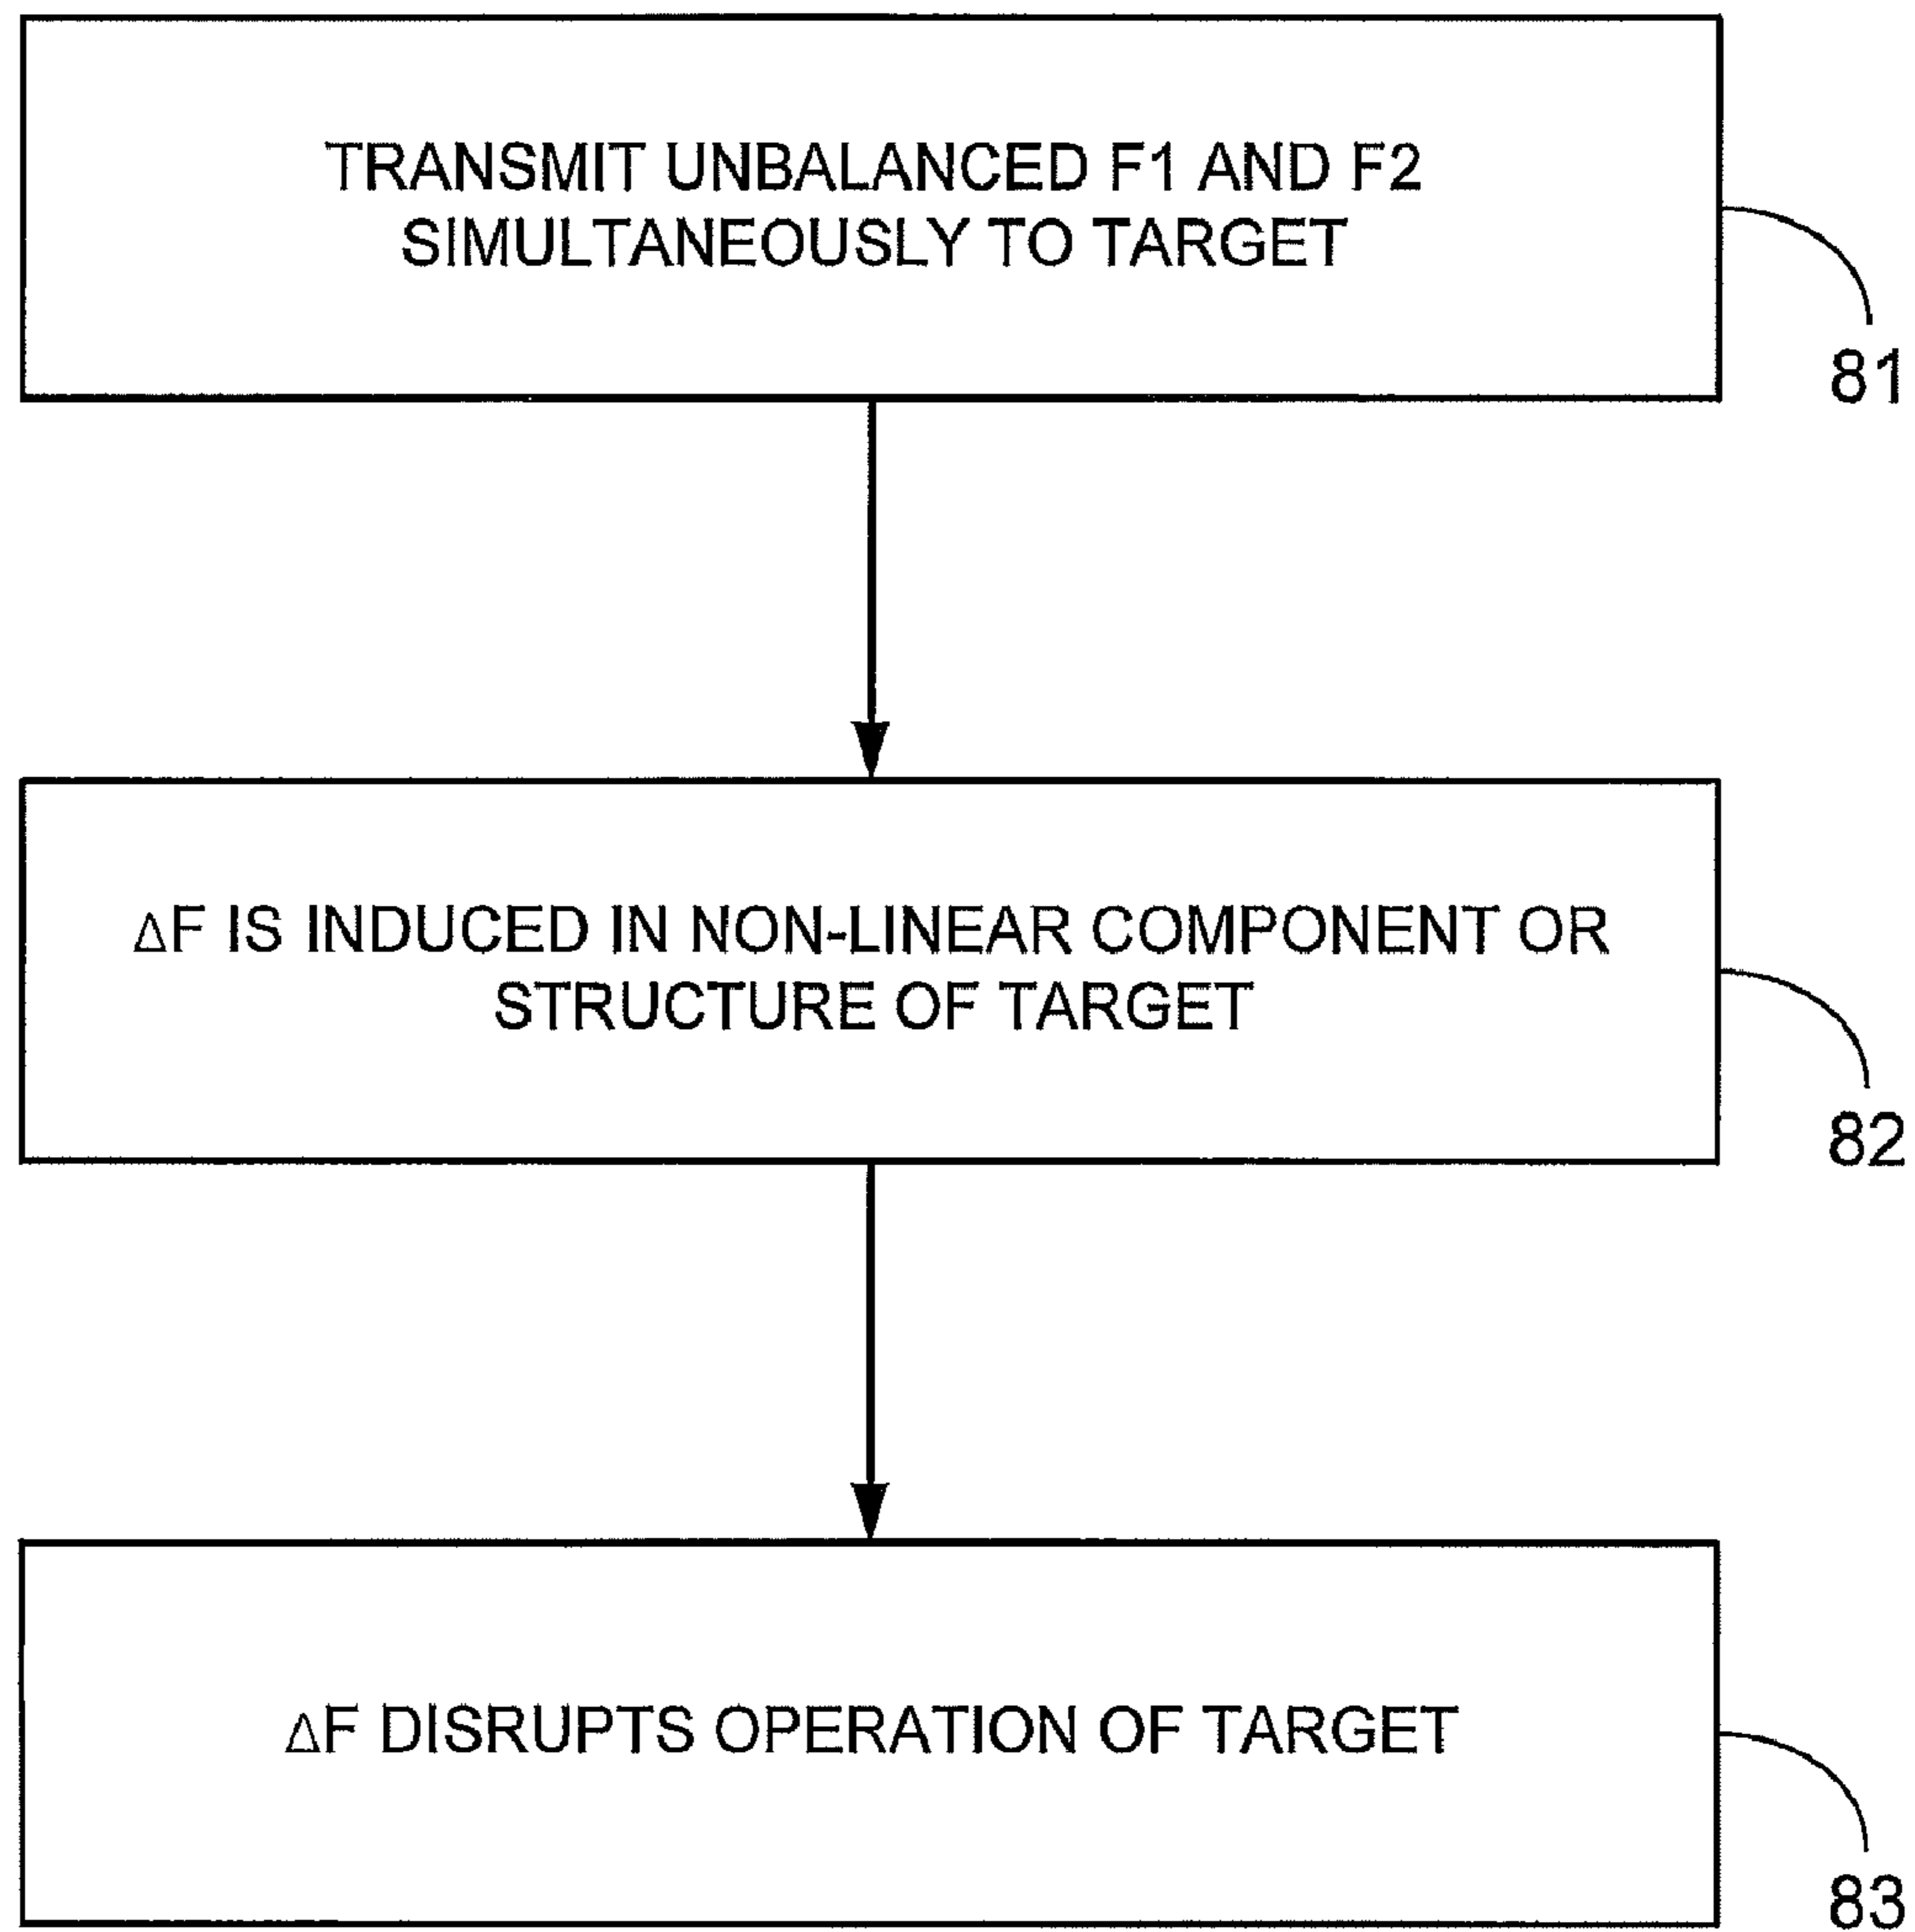 TRANSMIT UNBALANCED F1 AND F2
SIMULTANEOUSLY TO TARGET
81
ΔF IS INDUCED IN NON-LINEAR COMPONENT OR
STRUCTURE OF TARGET
82
ΔF DISRUPTS OPERATION OF TARGET
83